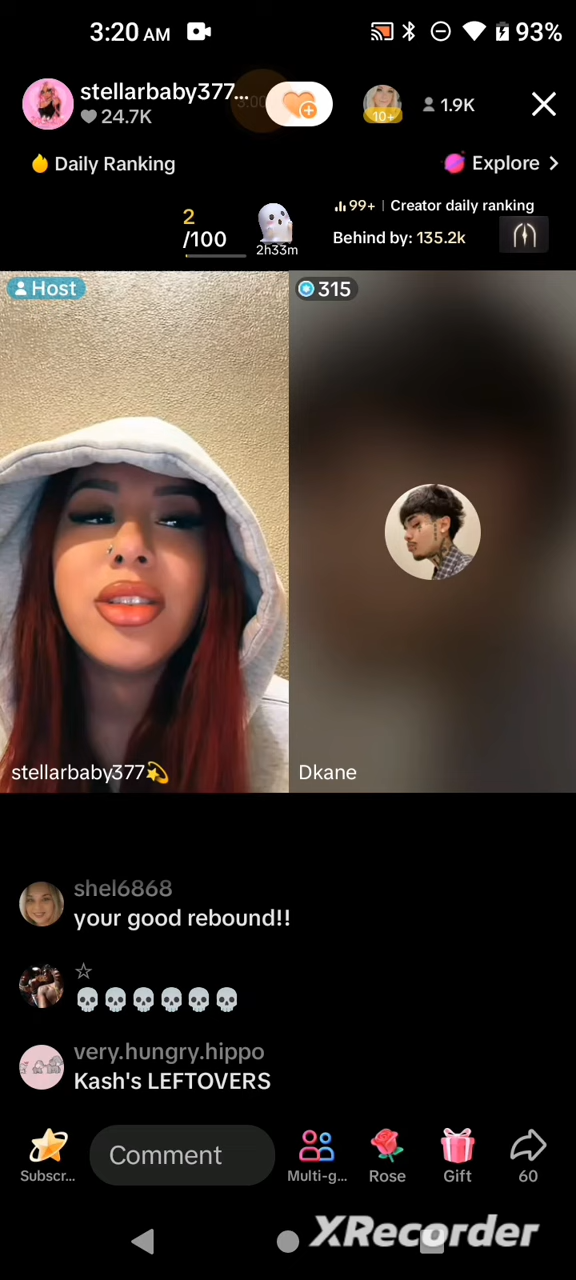 3:20 AM
93%
stellarbaby377...
24.7K
3:00
10+
1.9K
Daily Ranking
Explore >
2
/100
2h33m
99+ | Creator daily ranking
Behind by: 135.2k
Host
315
stellarbaby377💫
Dkane
shel6868
your good rebound!!
☆
💀💀💀💀💀💀
very.hungry.hippo
Kash's LEFTOVERS
Subscr...
Comment
Multi-g...
Rose
Gift
60
XRecorder